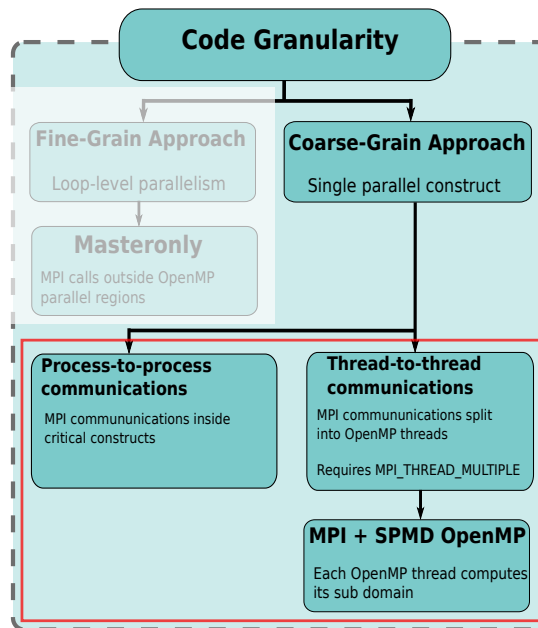 Code Granularity
Fine-Grain Approach
Loop-level parallelism
Coarse-Grain Approach
Single parallel construct
Masteronly
MPI calls outside OpenMP
parallel regions
Process-to-process
communications
MPI commununications inside
critical constructs
Thread-to-thread
communications
MPI commununications split
into OpenMP threads
Requires MPI_THREAD_MULTIPLE
MPI + SPMD OpenMP
Each OpenMP thread computes
its sub domain